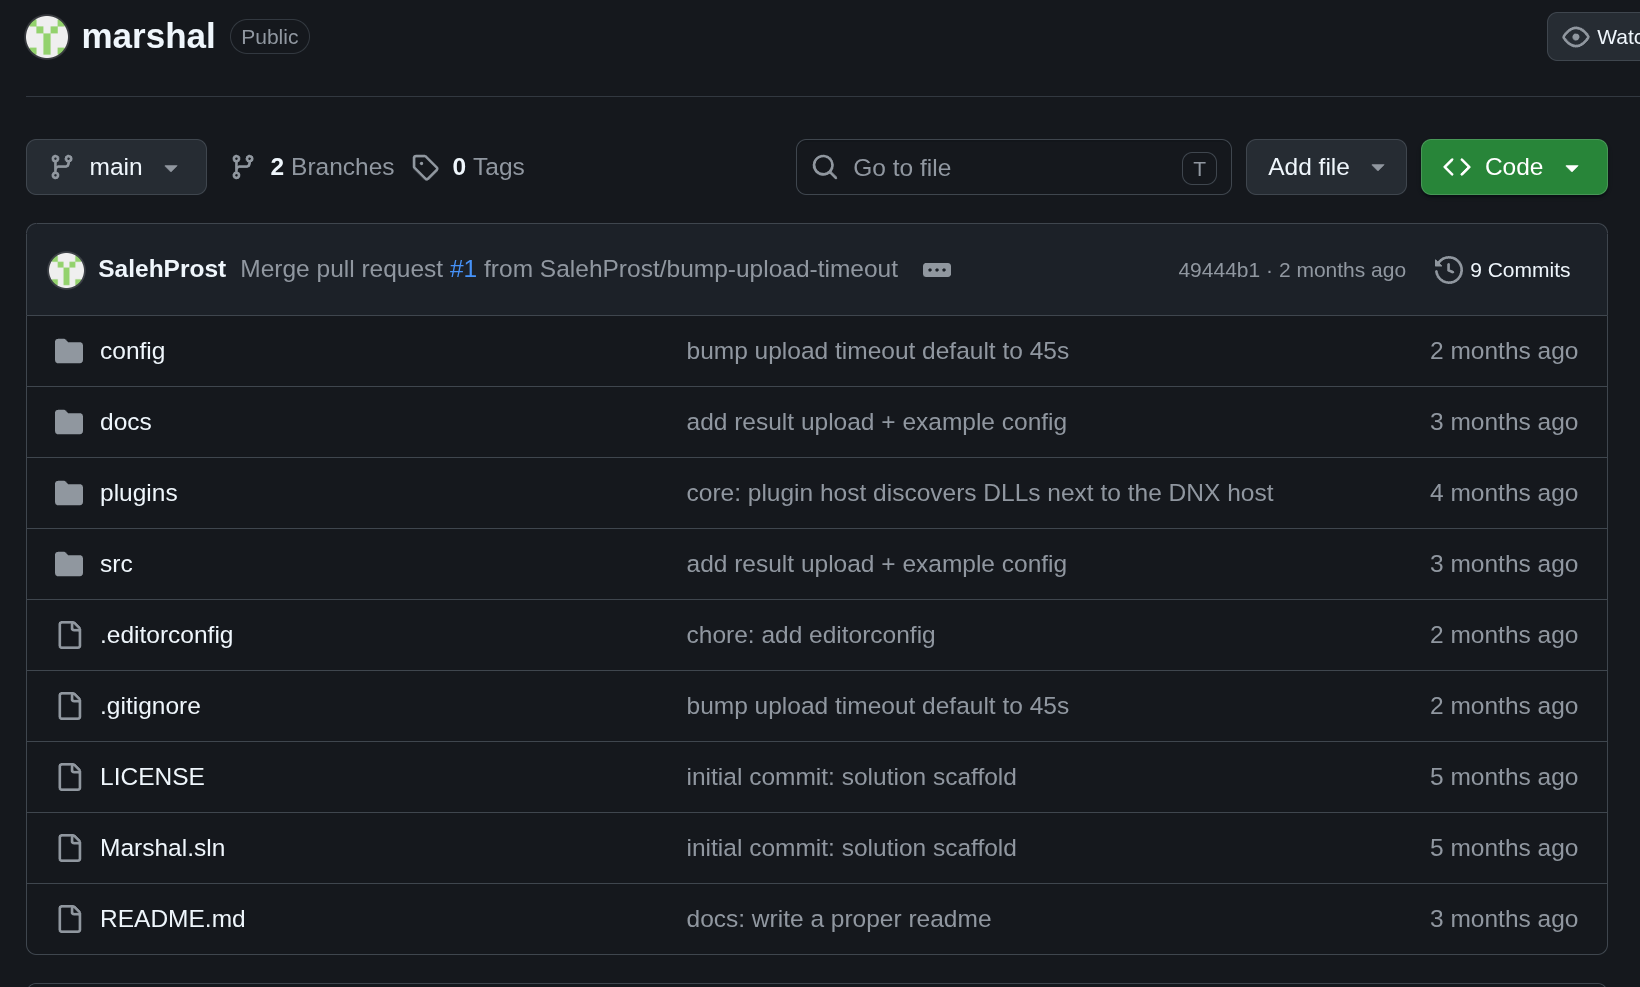 marshal Public Watc
main 2 Branches 0 Tags Go to file T Add file Code
SalehProst Merge pull request #1 from SalehProst/bump-upload-timeout 49444b1 · 2 months ago 9 Commits
config bump upload timeout default to 45s 2 months ago
docs add result upload + example config 3 months ago
plugins core: plugin host discovers DLLs next to the DNX host 4 months ago
src add result upload + example config 3 months ago
.editorconfig chore: add editorconfig 2 months ago
.gitignore bump upload timeout default to 45s 2 months ago
LICENSE initial commit: solution scaffold 5 months ago
Marshal.sln initial commit: solution scaffold 5 months ago
README.md docs: write a proper readme 3 months ago